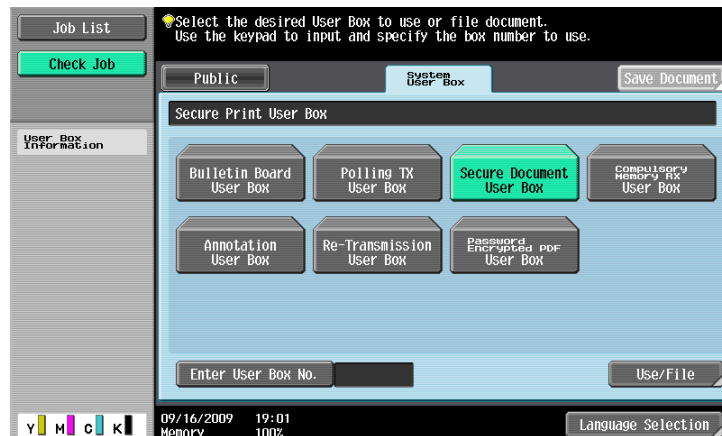 Job List
Check Job
Select the desired User Box to use or file document.
Use the keypad to input and specify the box number to use.
Public
System
User Box
Save Document
Secure Print User Box
User Box
Information
Bulletin Board
User Box
Polling TX
User Box
Secure Document
User Box
Compulsory
Memory RX
User Box
Annotation
User Box
Re-Transmission
User Box
Password
Encrypted PDF
User Box
Enter User Box No.
Use/File
Y M C K
09/16/2009 19:01
Memory 100%
Language Selection